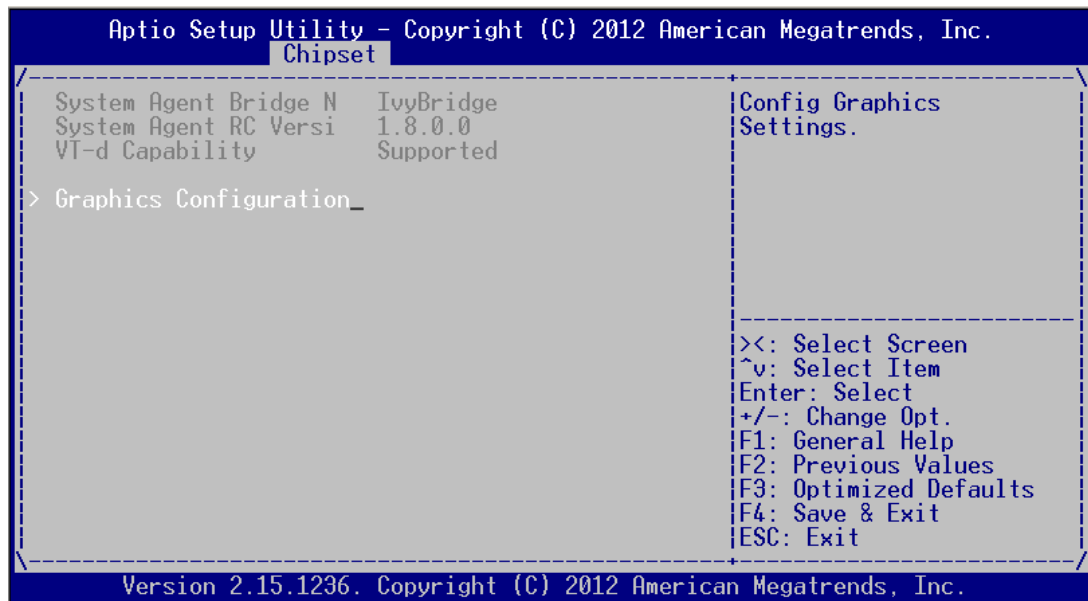 Aptio Setup Utility - Copyright (C) 2012 American Megatrends, Inc.
Chipset
System Agent Bridge N IvyBridge
System Agent RC Versi 1.8.0.0
VT-d Capability Supported
> Graphics Configuration_
Config Graphics
Settings.
><: Select Screen
^v: Select Item
Enter: Select
+/-: Change Opt.
F1: General Help
F2: Previous Values
F3: Optimized Defaults
F4: Save & Exit
ESC: Exit
Version 2.15.1236. Copyright (C) 2012 American Megatrends, Inc.